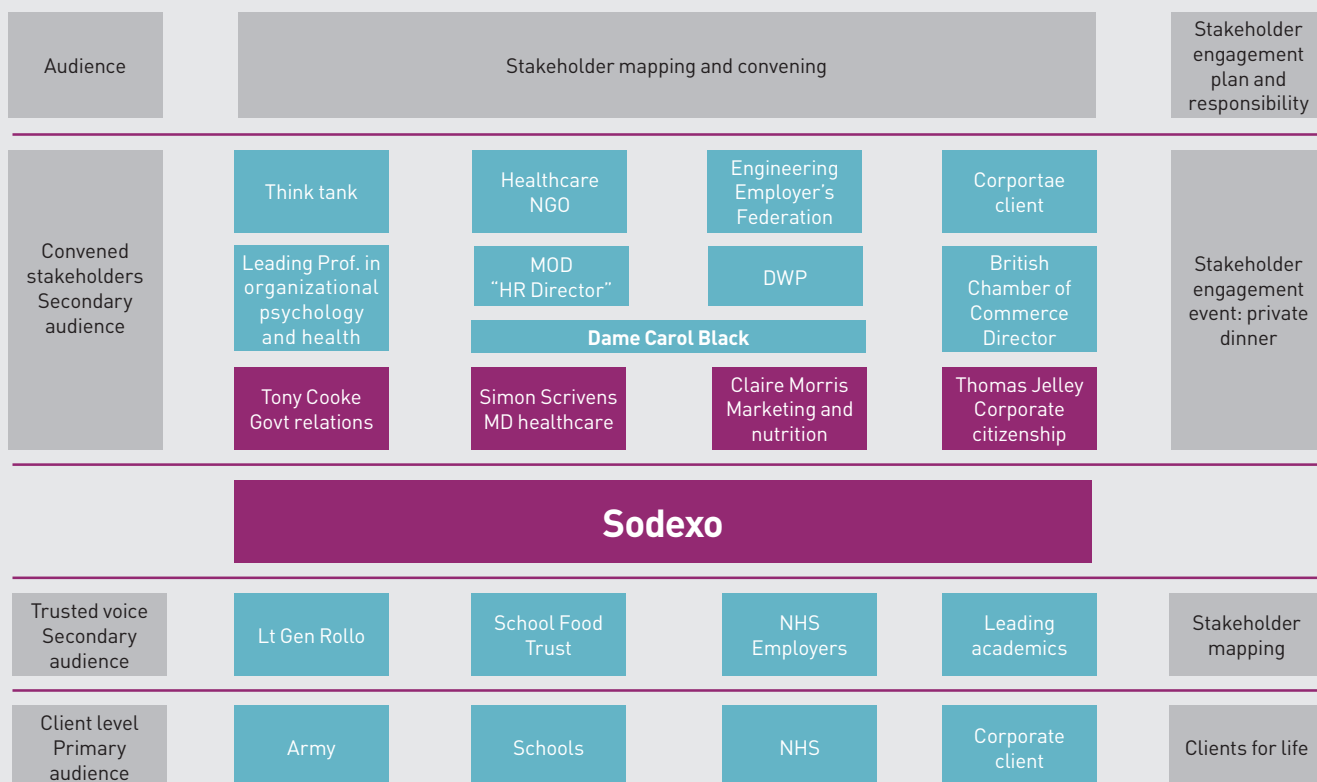 Audience
Stakeholder mapping and convening
Stakeholder
engagement
plan and
responsibility
Convened
stakeholders
Secondary
audience
Think tank
Healthcare
NGO
Engineering
Employer's
Federation
Corportae
client
Leading Prof. in
organizational
psychology
and health
MOD
“HR Director”
DWP
British
Chamber of
Commerce
Director
Dame Carol Black
Stakeholder
engagement
event: private
dinner
Tony Cooke
Govt relations
Simon Scrivens
MD healthcare
Claire Morris
Marketing and
nutrition
Thomas Jelley
Corporate
citizenship
Sodexo
Trusted voice
Secondary
audience
Lt Gen Rollo
School Food
Trust
NHS
Employers
Leading
academics
Stakeholder
mapping
Client level
Primary
audience
Army
Schools
NHS
Corporate
client
Clients for life